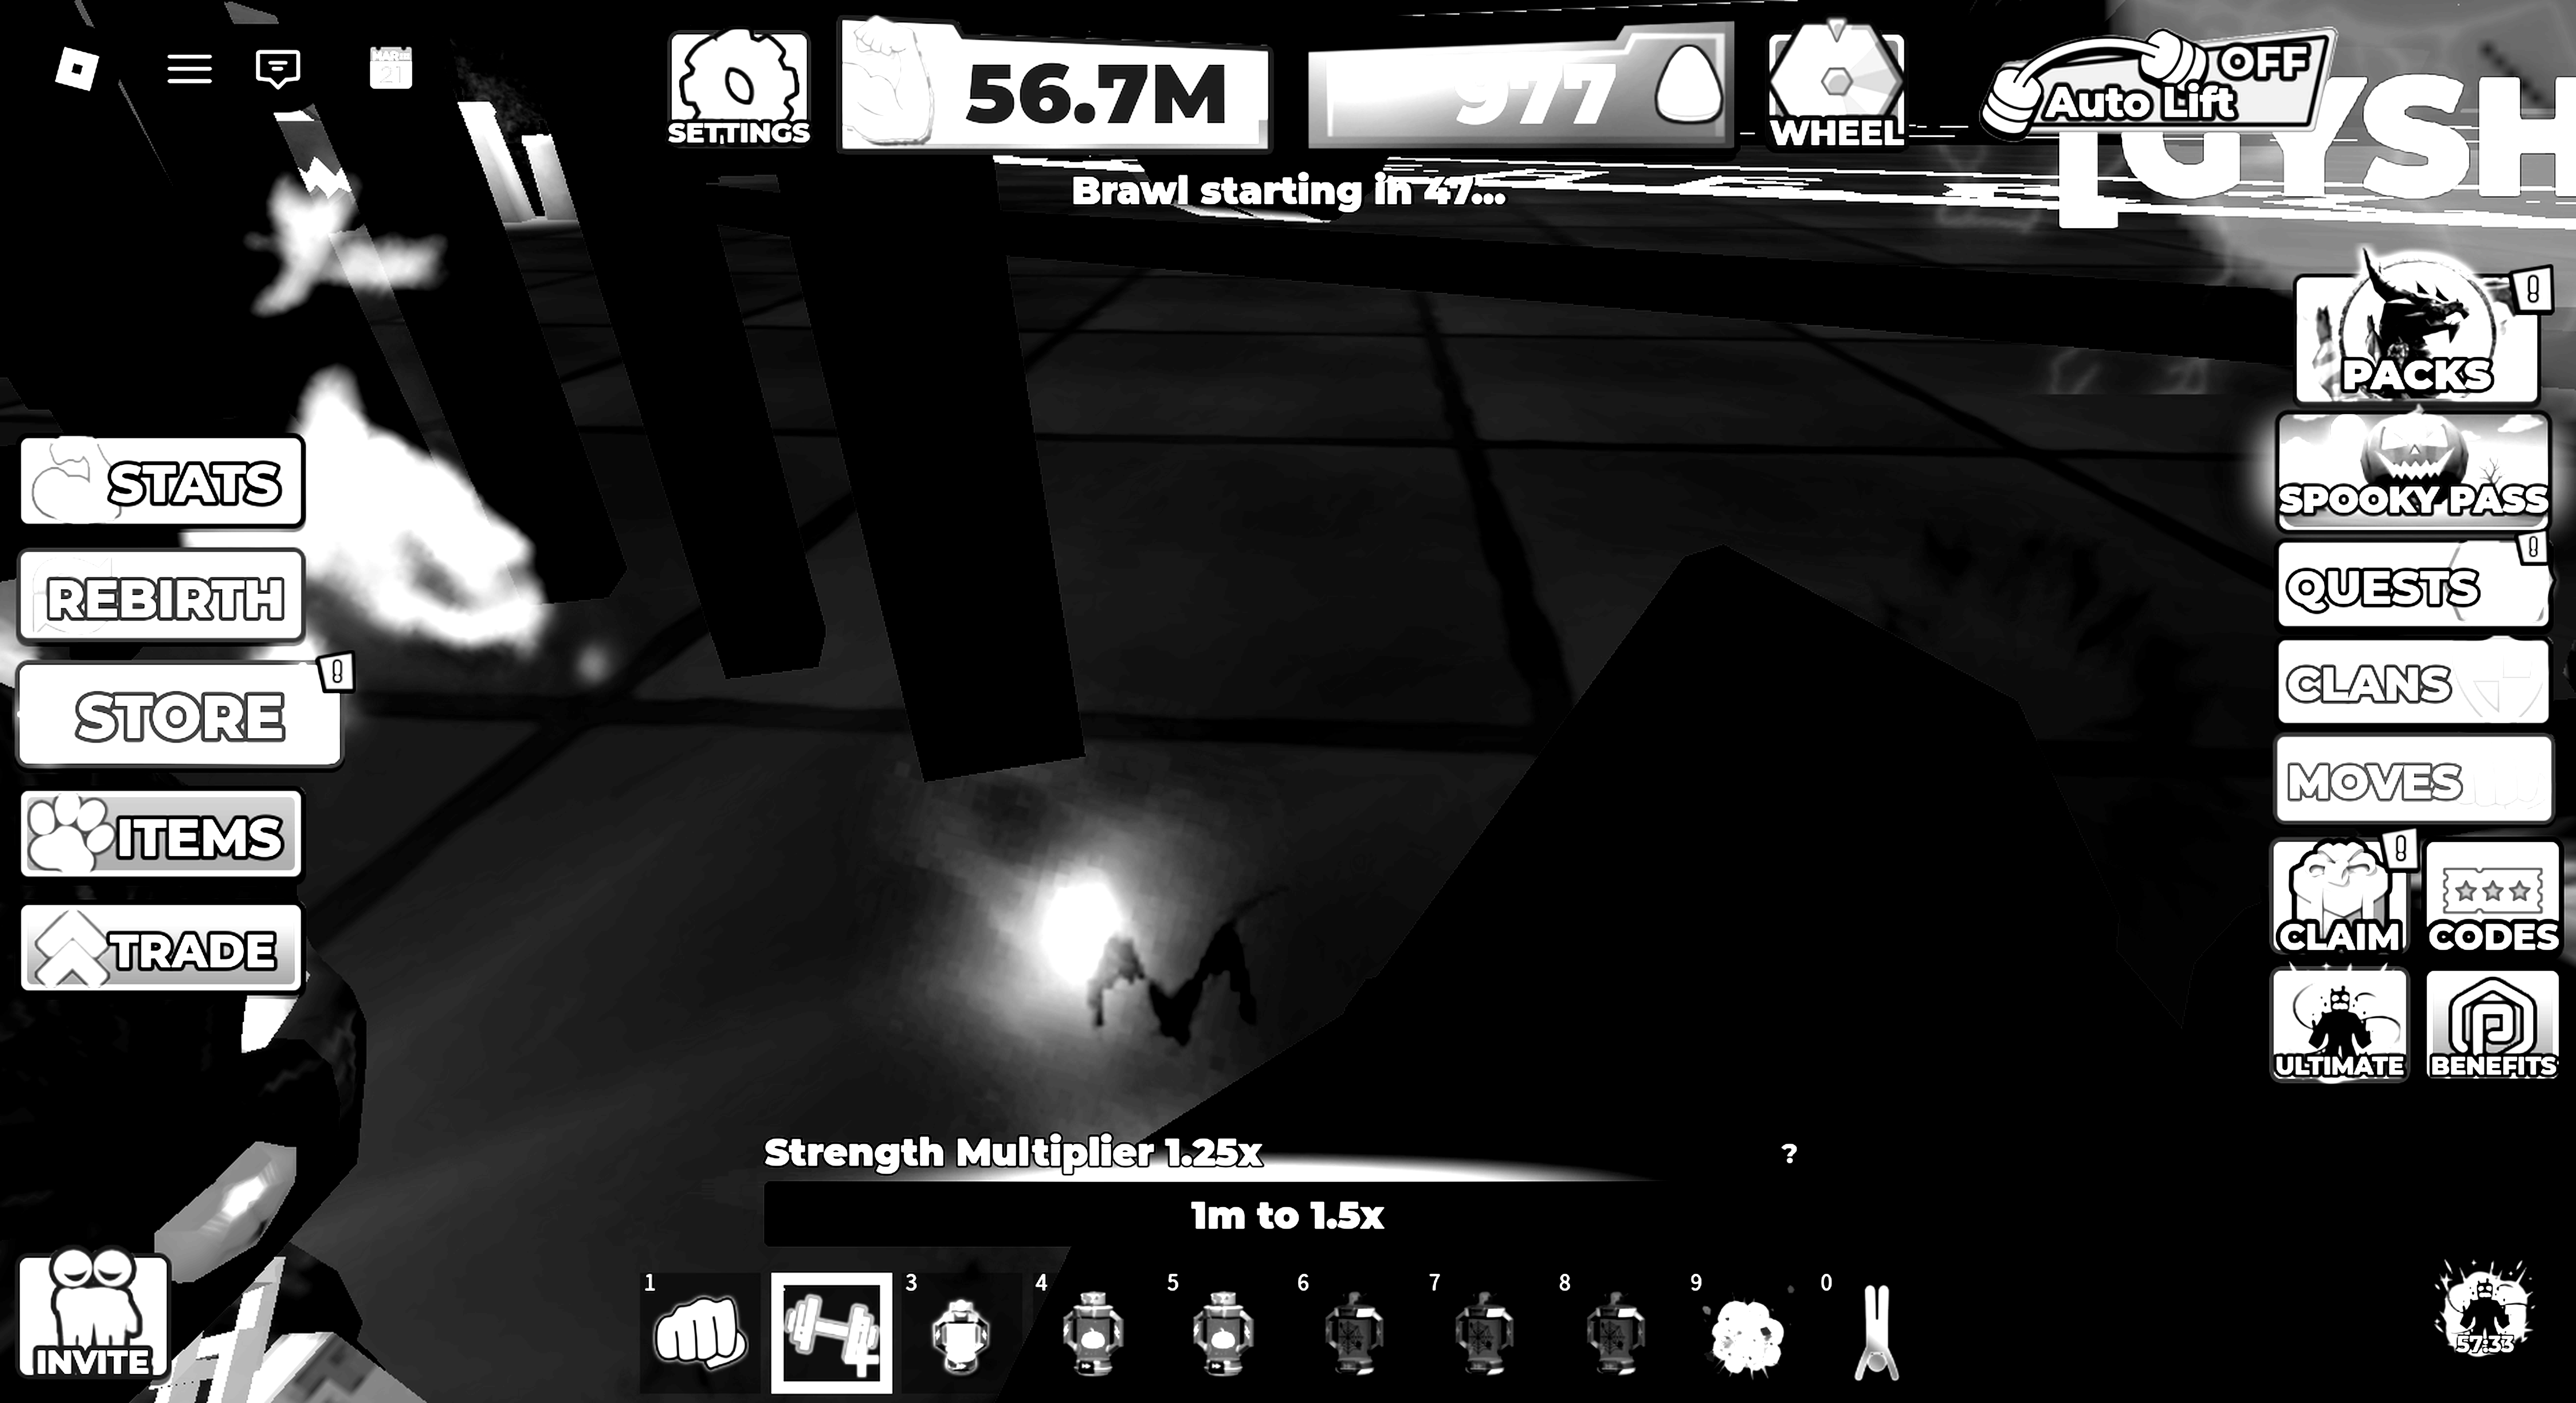 MAR
21
SETTINGS
56.7M
977
WHEEL
OFF
Auto Lift
Brawl starting in 47...
PACKS
SPOOKY PASS
STATS
REBIRTH
STORE
ITEMS
TRADE
QUESTS
CLANS
MOVES
CLAIM
CODES
ULTIMATE
BENEFITS
Strength Multiplier 1.25x
?
1m to 1.5x
1
3
4
5
6
7
8
9
0
INVITE
57:33